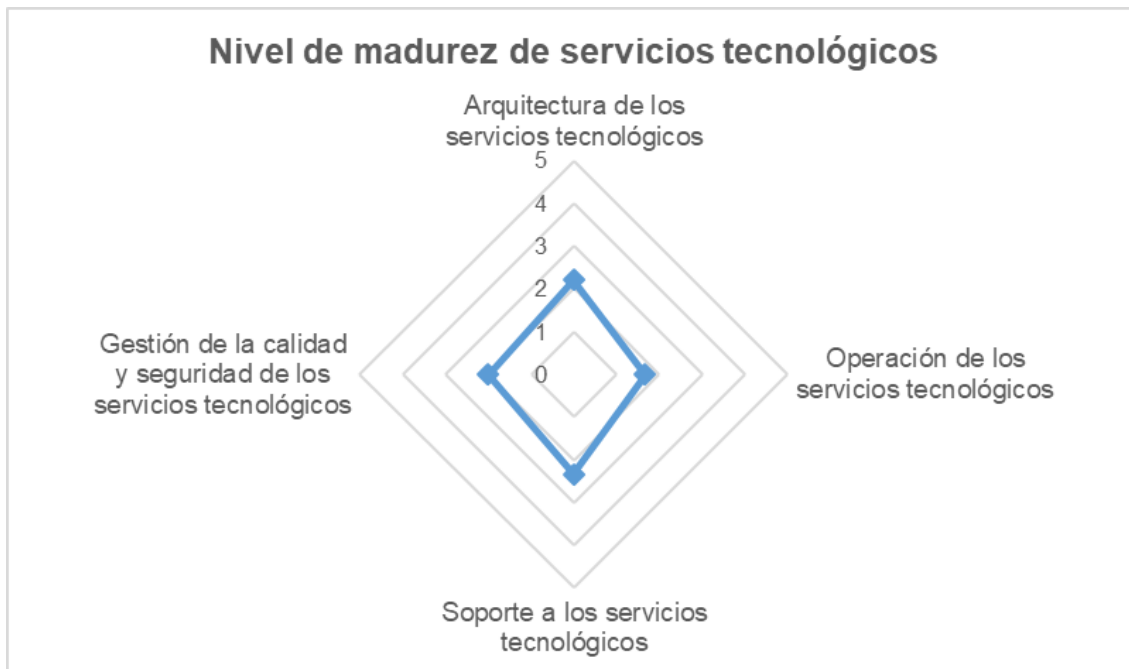 Nivel de madurez de servicios tecnológicos
Arquitectura de los
servicios tecnológicos
5
4
3
2
1
0
Gestión de la calidad
y seguridad de los
servicios tecnológicos
Operación de los
servicios tecnológicos
Soporte a los servicios
tecnológicos